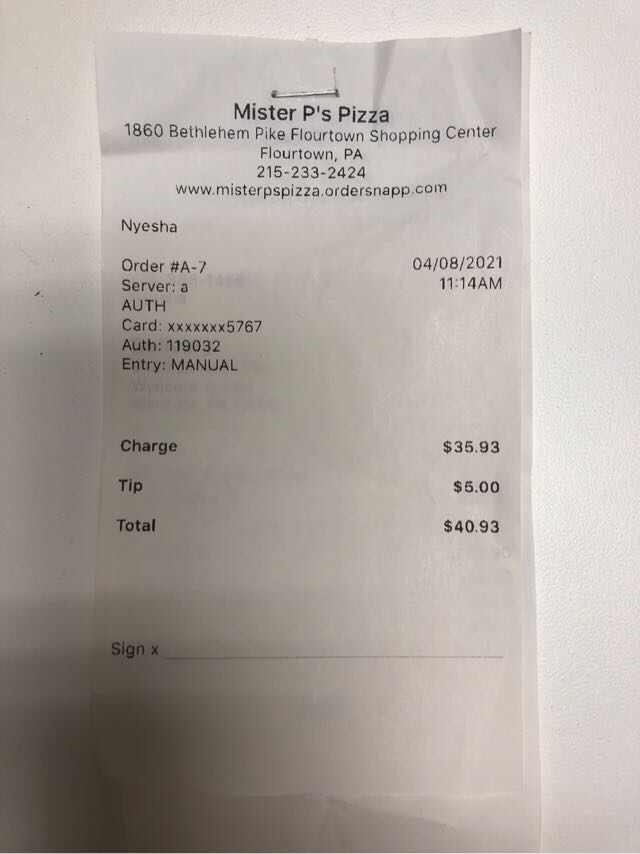 Mister P's Pizza
1860 Bethlehem Pike Flourtown Shopping Center
Flourtown, PA
215-233-2424
www.misterpspizza.ordersnapp.com
Nyesha
Order #A-7 04/08/2021
Server: a 11:14AM
AUTH
Card: xxxxxxx5767
Auth: 119032
Entry: MANUAL
Charge $35.93
Tip $5.00
Total $40.93
Sign x